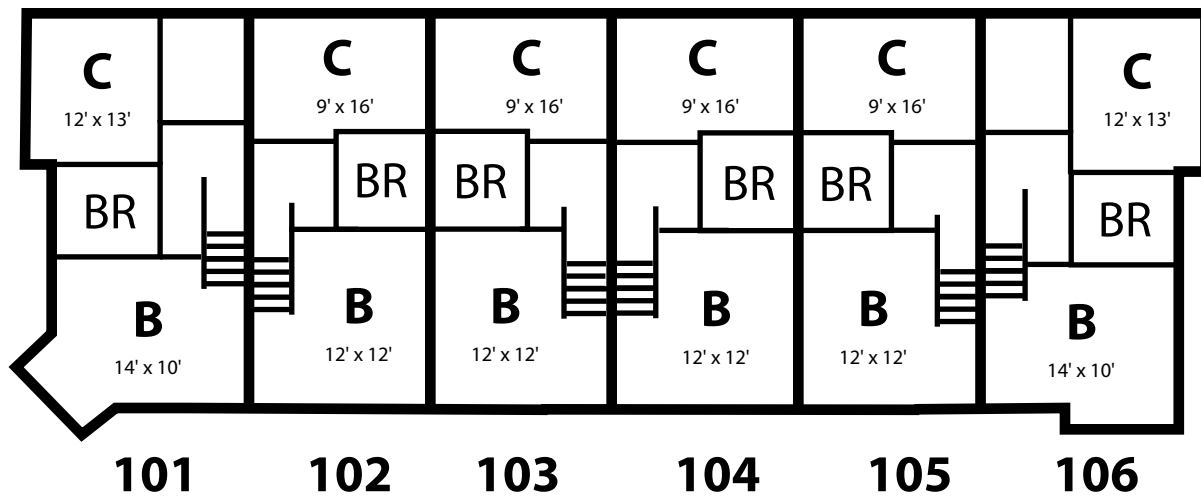 C C C C C C
12' x 13' 9' x 16' 9' x 16' 9' x 16' 9' x 16' 12' x 13'
BR BR BR BR BR BR
B B B B B B
14' x 10' 12' x 12' 12' x 12' 12' x 12' 12' x 12' 14' x 10'
101 102 103 104 105 106